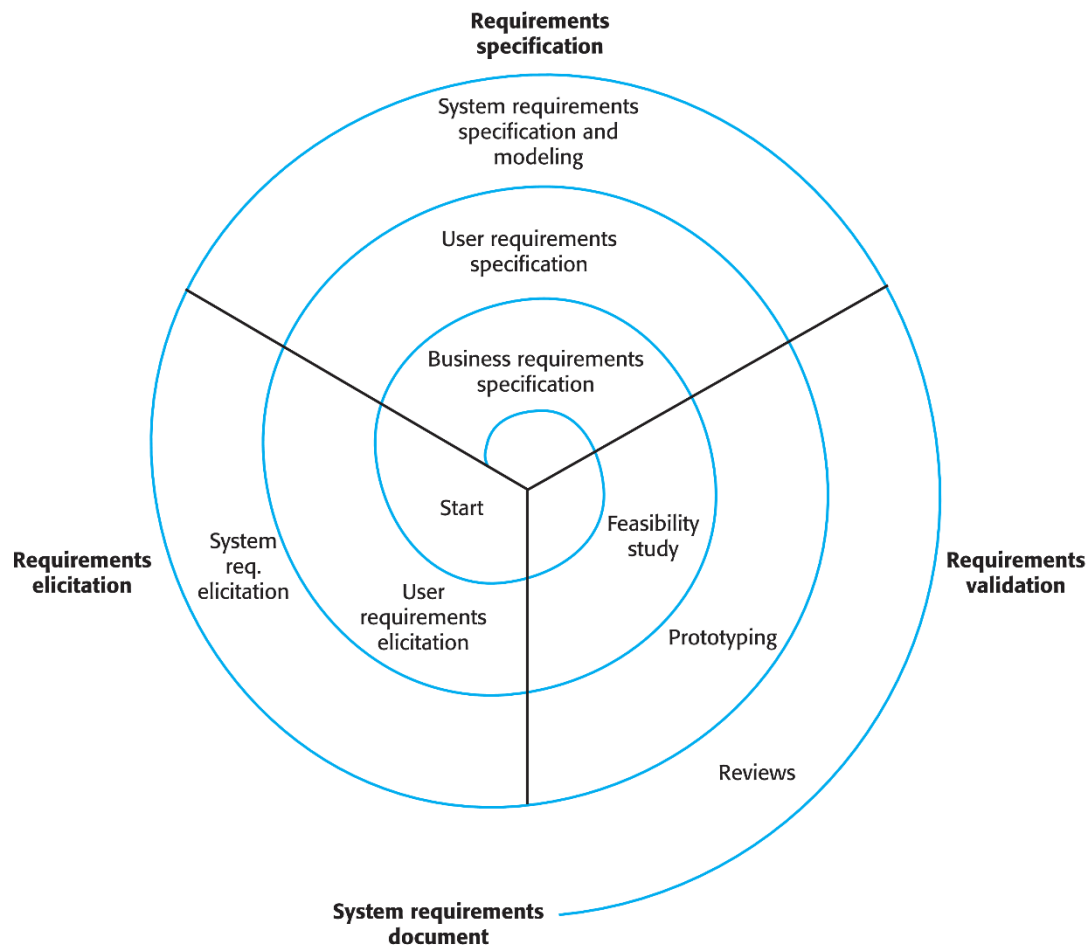 Requirements
specification
System requirements
specification and
modeling
User requirements
specification
Business requirements
specification
Start
Feasibility
study
System
req.
elicitation
Requirements
elicitation
Requirements
validation
User
requirements
elicitation
Prototyping
Reviews
System requirements
document